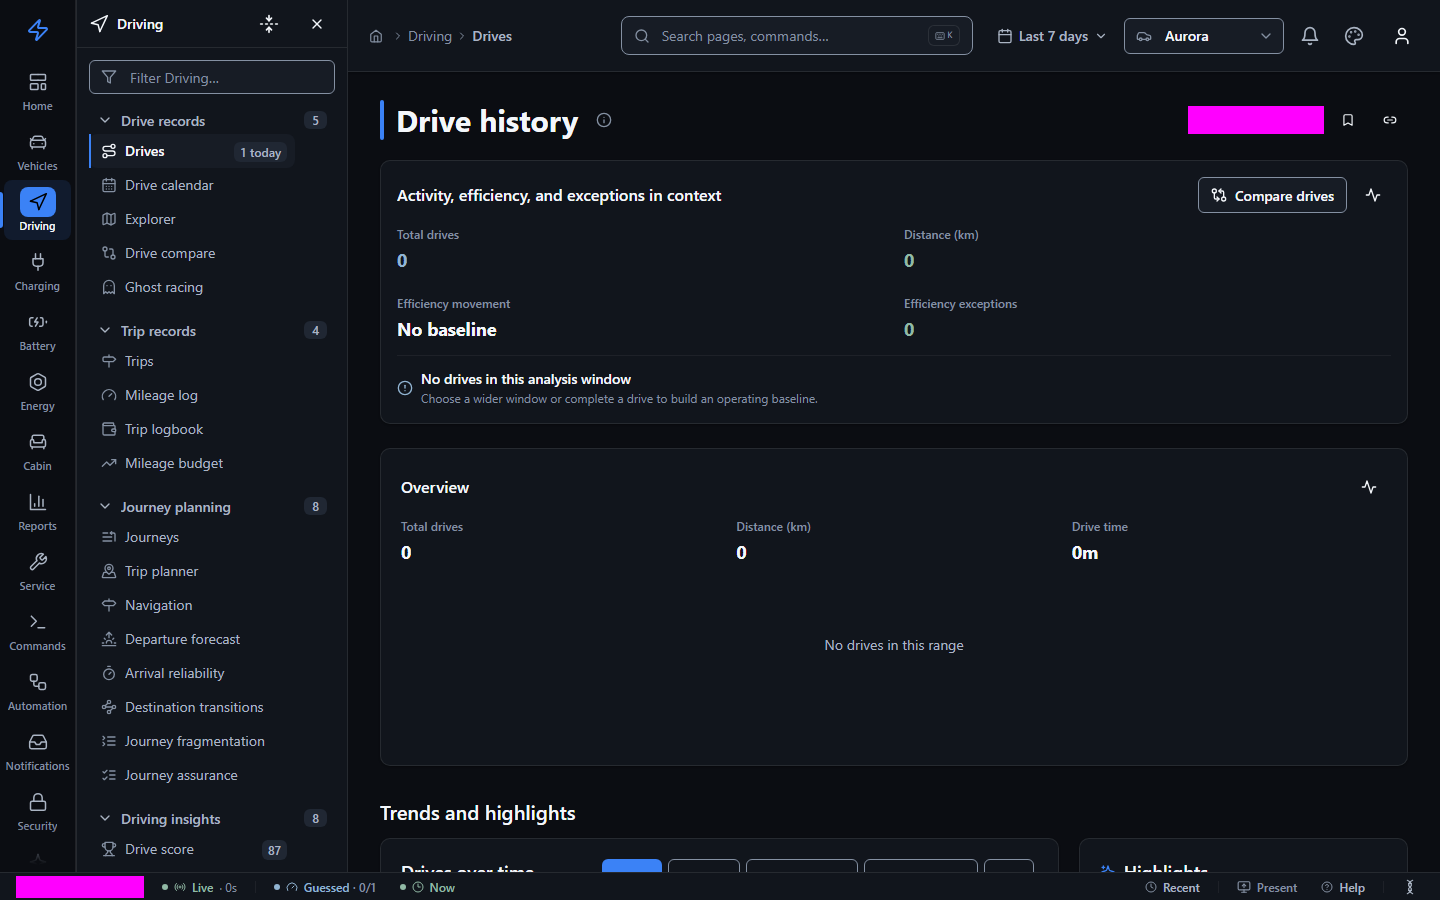 Driving
Driving
Drives
Search pages, commands...
K
Last 7 days
Aurora
Home
Vehicles
Driving
Charging
Battery
Energy
Cabin
Reports
Service
Commands
Automation
Notifications
Security
Filter Driving...
Drive records 5
Drives 1 today
Drive calendar
Explorer
Drive compare
Ghost racing
Trip records 4
Trips
Mileage log
Trip logbook
Mileage budget
Journey planning 8
Journeys
Trip planner
Navigation
Departure forecast
Arrival reliability
Destination transitions
Journey fragmentation
Journey assurance
Driving insights 8
Drive score 87
Drive history
Activity, efficiency, and exceptions in context
Compare drives
Total drives
0
Distance (km)
0
Efficiency movement
No baseline
Efficiency exceptions
0
No drives in this analysis window
Choose a wider window or complete a drive to build an operating baseline.
Overview
Total drives
0
Distance (km)
0
Drive time
0m
No drives in this range
Trends and highlights
Drives over time
Highlights
Live · 0s
Guessed · 0/1
Now
Recent
Present
Help